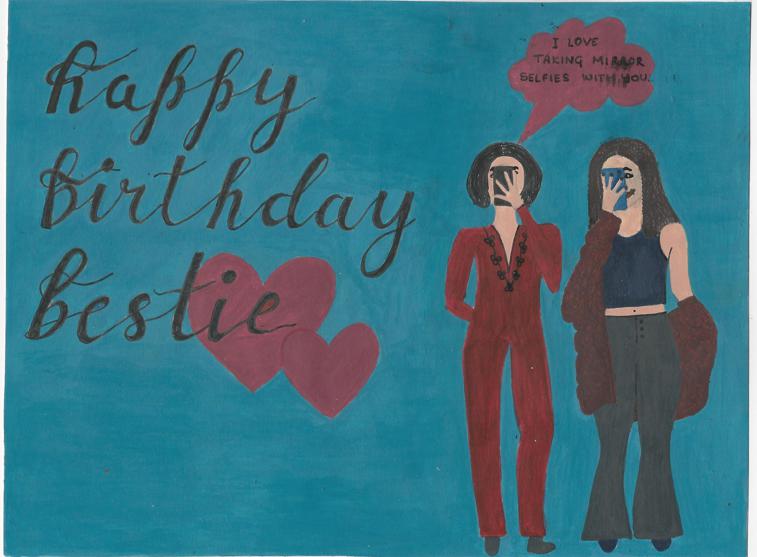 happy
birthday
bestie
I LOVE
TAKING MIRROR
SELFIES WITH YOU..